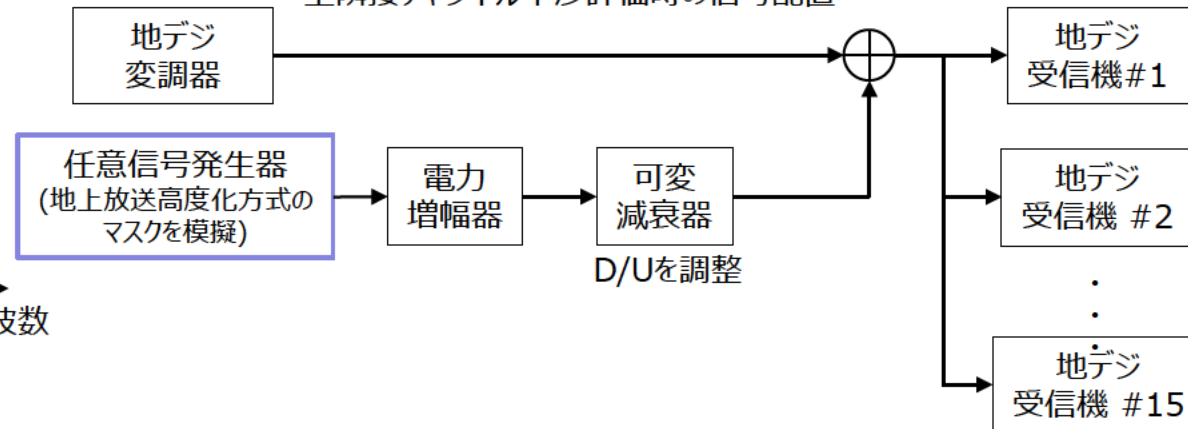 地デジ
変調器
地デジ
受信機#1
任意信号発生器
(地上放送高度化方式の
マスクを模擬)
電力
増幅器
可変
減衰器
地デジ
受信機 #2
D/Uを調整
波数
・
・
・
地デジ
受信機 #15